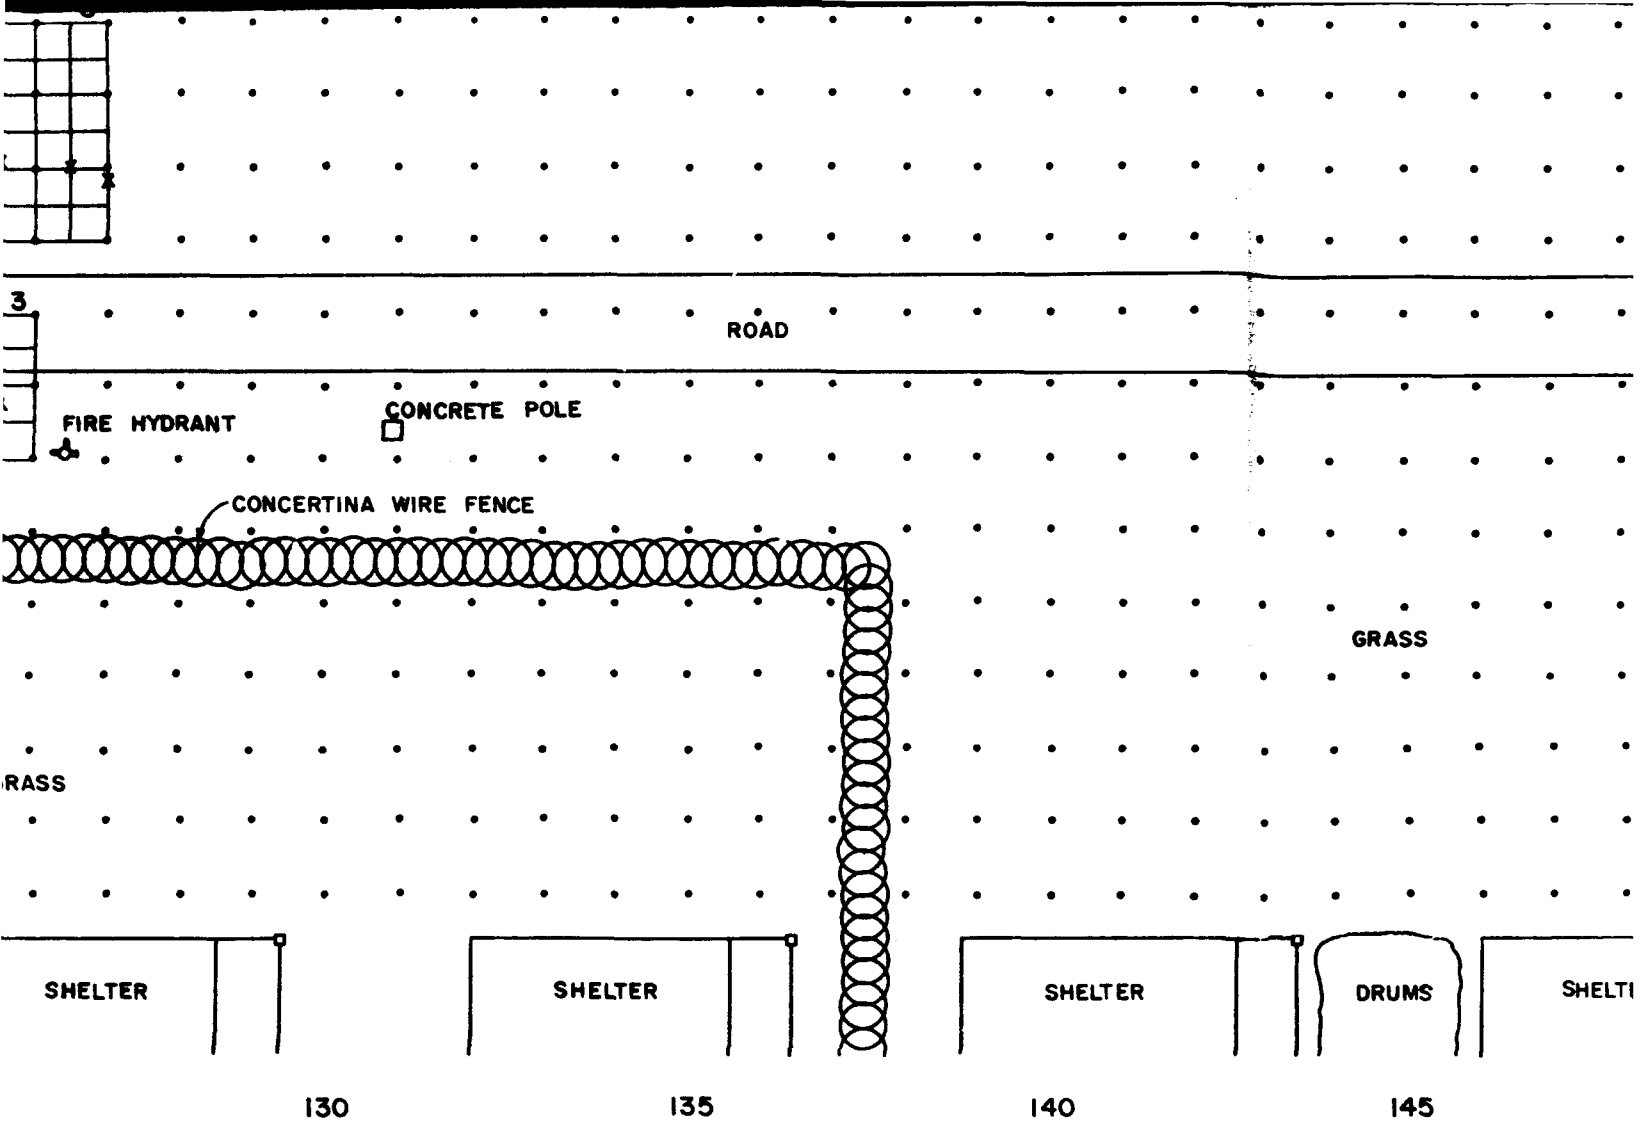 3
ROAD
CONCRETE POLE
FIRE HYDRANT
CONCERTINA WIRE FENCE
GRASS
RASS
SHELTER
SHELTER
SHELTER
DRUMS
SHELT
130
135
140
145